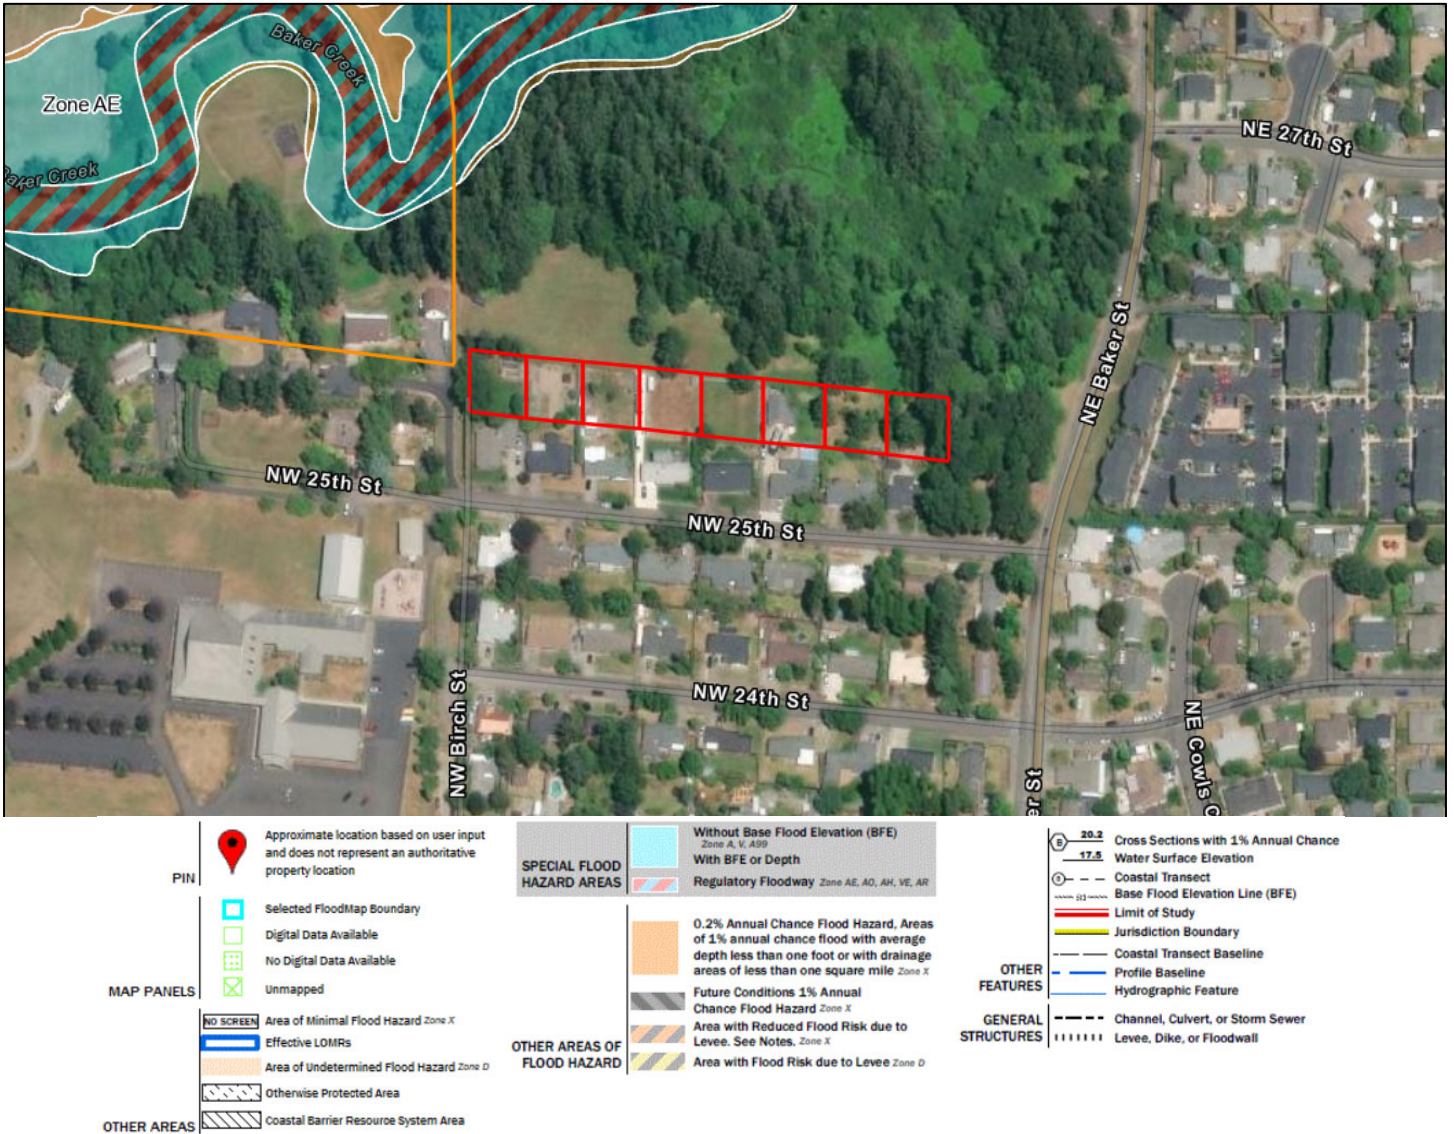 Baker Creek
Zone AE
Baker Creek
NE 27th St
NE Baker St
NW 25th St
NW 25th St
NW 24th St
NW Birch St
NE Cowls C
er St
PIN
Approximate location based on user input
and does not represent an authoritative
property location
MAP PANELS
Selected FloodMap Boundary
Digital Data Available
No Digital Data Available
Unmapped
OTHER AREAS
NO SCREEN Area of Minimal Flood Hazard Zone X
Effective LOMRs
Area of Undetermined Flood Hazard Zone D
Otherwise Protected Area
Coastal Barrier Resource System Area
SPECIAL FLOOD
HAZARD AREAS
Without Base Flood Elevation (BFE)
Zone A, V, A99
With BFE or Depth
Regulatory Floodway Zone AE, AO, AH, VE, AR
OTHER AREAS OF
FLOOD HAZARD
0.2% Annual Chance Flood Hazard, Areas
of 1% annual chance flood with average
depth less than one foot or with drainage
areas of less than one square mile Zone X
Future Conditions 1% Annual
Chance Flood Hazard Zone X
Area with Reduced Flood Risk due to
Levee. See Notes. Zone X
Area with Flood Risk due to Levee Zone D
OTHER
FEATURES
B 20.2 Cross Sections with 1% Annual Chance
17.5 Water Surface Elevation
8 Coastal Transect
513 Base Flood Elevation Line (BFE)
Limit of Study
Jurisdiction Boundary
Coastal Transect Baseline
Profile Baseline
Hydrographic Feature
GENERAL
STRUCTURES
Channel, Culvert, or Storm Sewer
Levee, Dike, or Floodwall